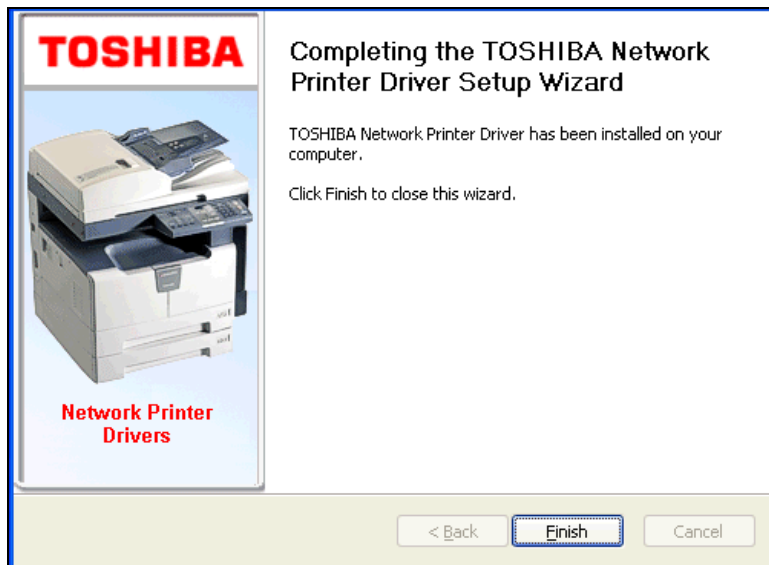 TOSHIBA
Network Printer
Drivers
Completing the TOSHIBA Network
Printer Driver Setup Wizard
TOSHIBA Network Printer Driver has been installed on your
computer.
Click Finish to close this wizard.
< Back
Finish
Cancel